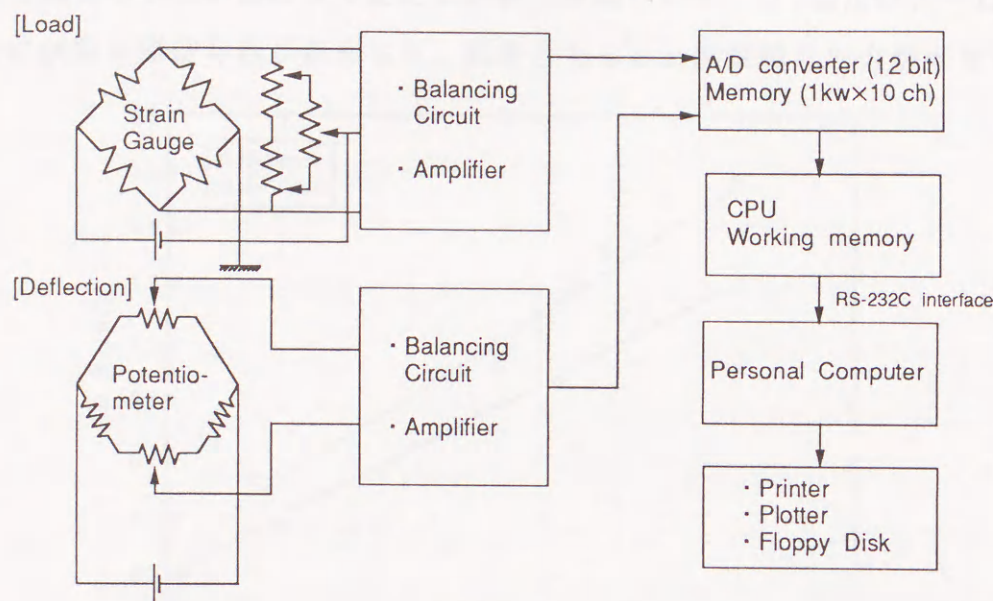 [Load]
Strain
Gauge
・Balancing
Circuit
・Amplifier
A/D converter (12 bit)
Memory (1kw×10 ch)
CPU
Working memory
RS-232C interface
[Deflection]
Potentio-
meter
・Balancing
Circuit
・Amplifier
Personal Computer
・Printer
・Plotter
・Floppy Disk